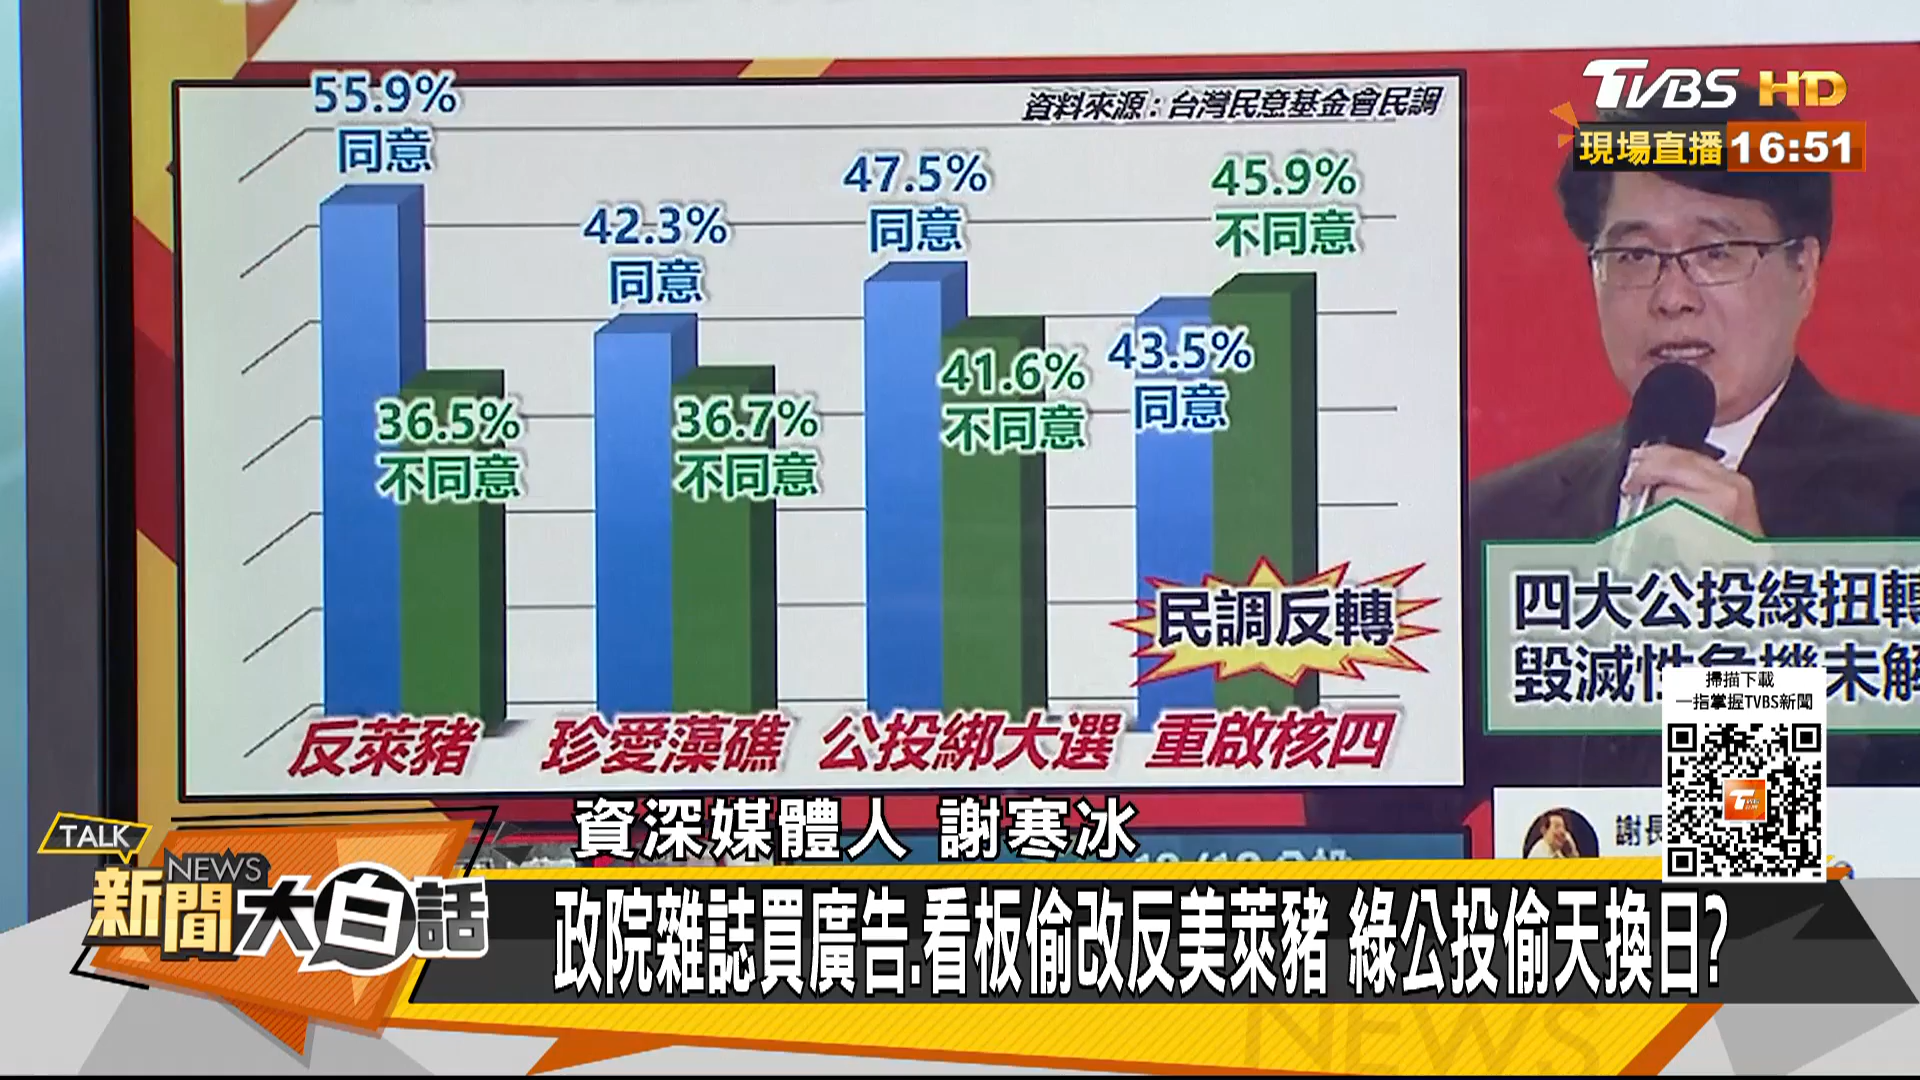 TVBS HD
現場直播 16:51
資料來源:台灣民意基金會民調
55.9%
同意
36.5%
不同意
42.3%
同意
36.7%
不同意
47.5%
同意
41.6%
不同意
43.5%
同意
45.9%
不同意
民調反轉
反萊豬 珍愛藻礁 公投綁大選 重啟核四
四大公投綠扭轉
毀滅性危機未解
掃描下載
一指掌握TVBS新聞
謝長
資深媒體人 謝寒冰
TALK
NEWS
新聞大白話
政院雜誌買廣告.看板偷改反美萊豬 綠公投偷天換日?
NEWS